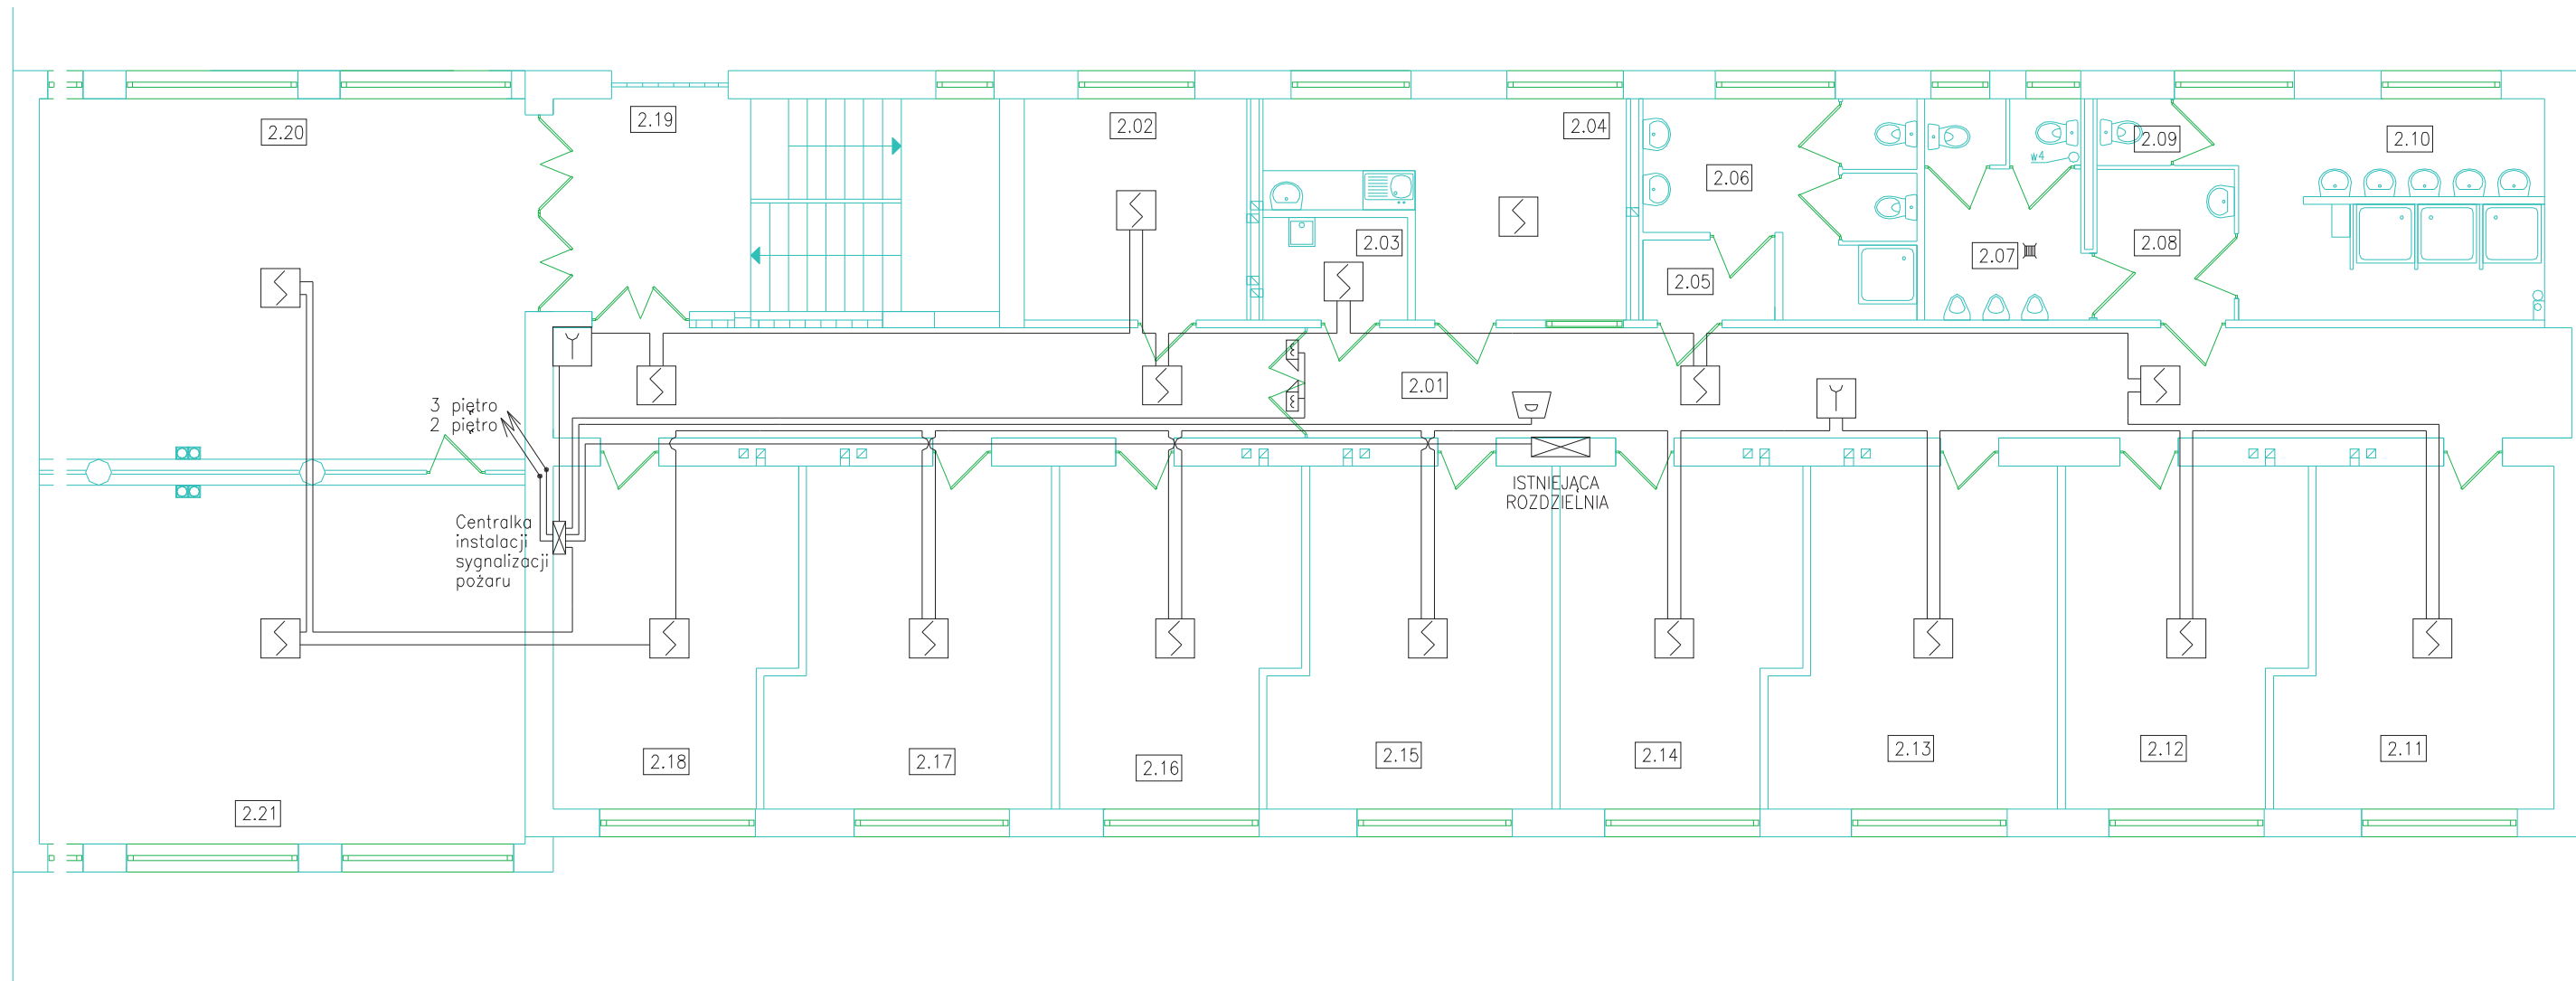 2.20
2.19
2.02
2.04
2.09
2.10
w4
2.06
2.03
2.07
2.08
2.05
2.01
3 piętro
2 piętro
ISTNIEJĄCA
ROZDZIELNIA
Centralka
instalacji
sygnalizacji
pożaru
2.18
2.17
2.16
2.15
2.14
2.13
2.12
2.11
2.21